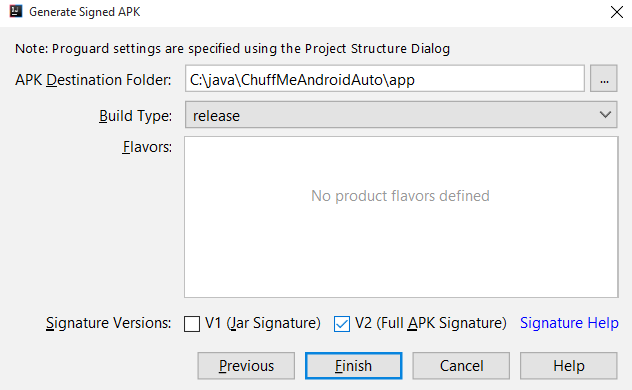 Generate Signed APK
Note: Proguard settings are specified using the Project Structure Dialog
APK Destination Folder: C:\java\ChuffMeAndroidAuto\app ...
Build Type: release
Flavors:
No product flavors defined
Signature Versions: V1 (Jar Signature) V2 (Full APK Signature) Signature Help
Previous Finish Cancel Help